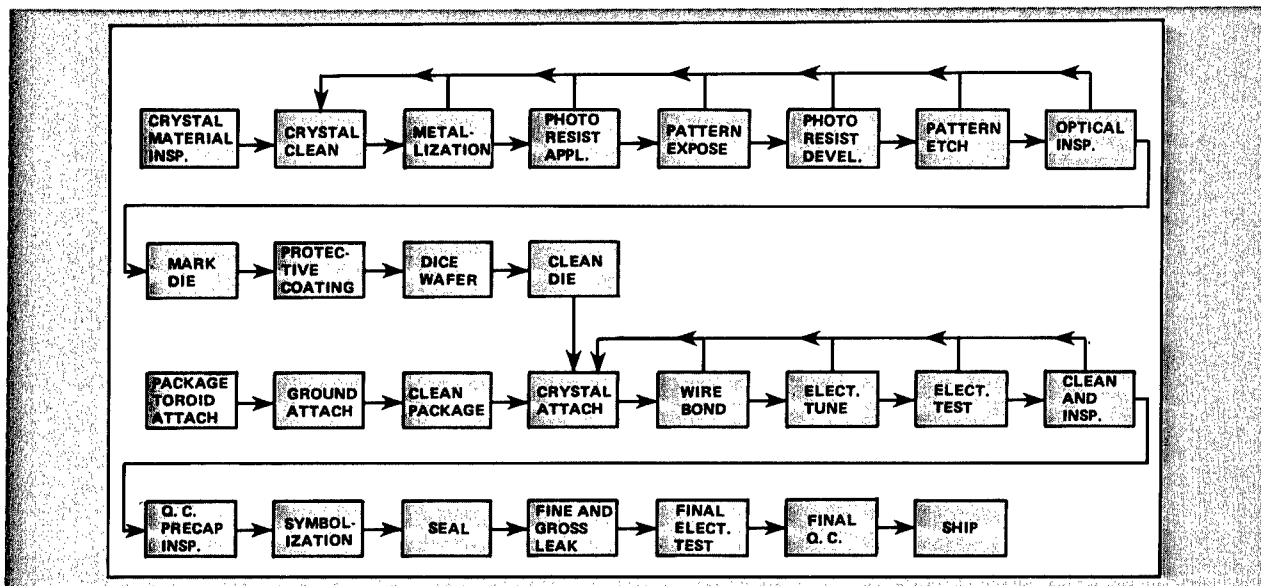 CRYSTAL
MATERIAL
INSP.
CRYSTAL
CLEAN
METAL-
LIZATION
PHOTO
RESIST
APPL.
PATTERN
EXPOSE
PHOTO
RESIST
DEVEL.
PATTERN
ETCH
OPTICAL
INSP.
MARK
DIE
PROTEC-
TIVE
COATING
DICE
WAFER
CLEAN
DIE
PACKAGE
TOROID
ATTACH
GROUND
ATTACH
CLEAN
PACKAGE
CRYSTAL
ATTACH
WIRE
BOND
ELECT.
TUNE
ELECT.
TEST
CLEAN
AND
INSP.
Q. C.
PRECAP
INSP.
SYMBOL-
IZATION
SEAL
FINE AND
GROSS
LEAK
FINAL
ELECT.
TEST
FINAL
Q. C.
SHIP